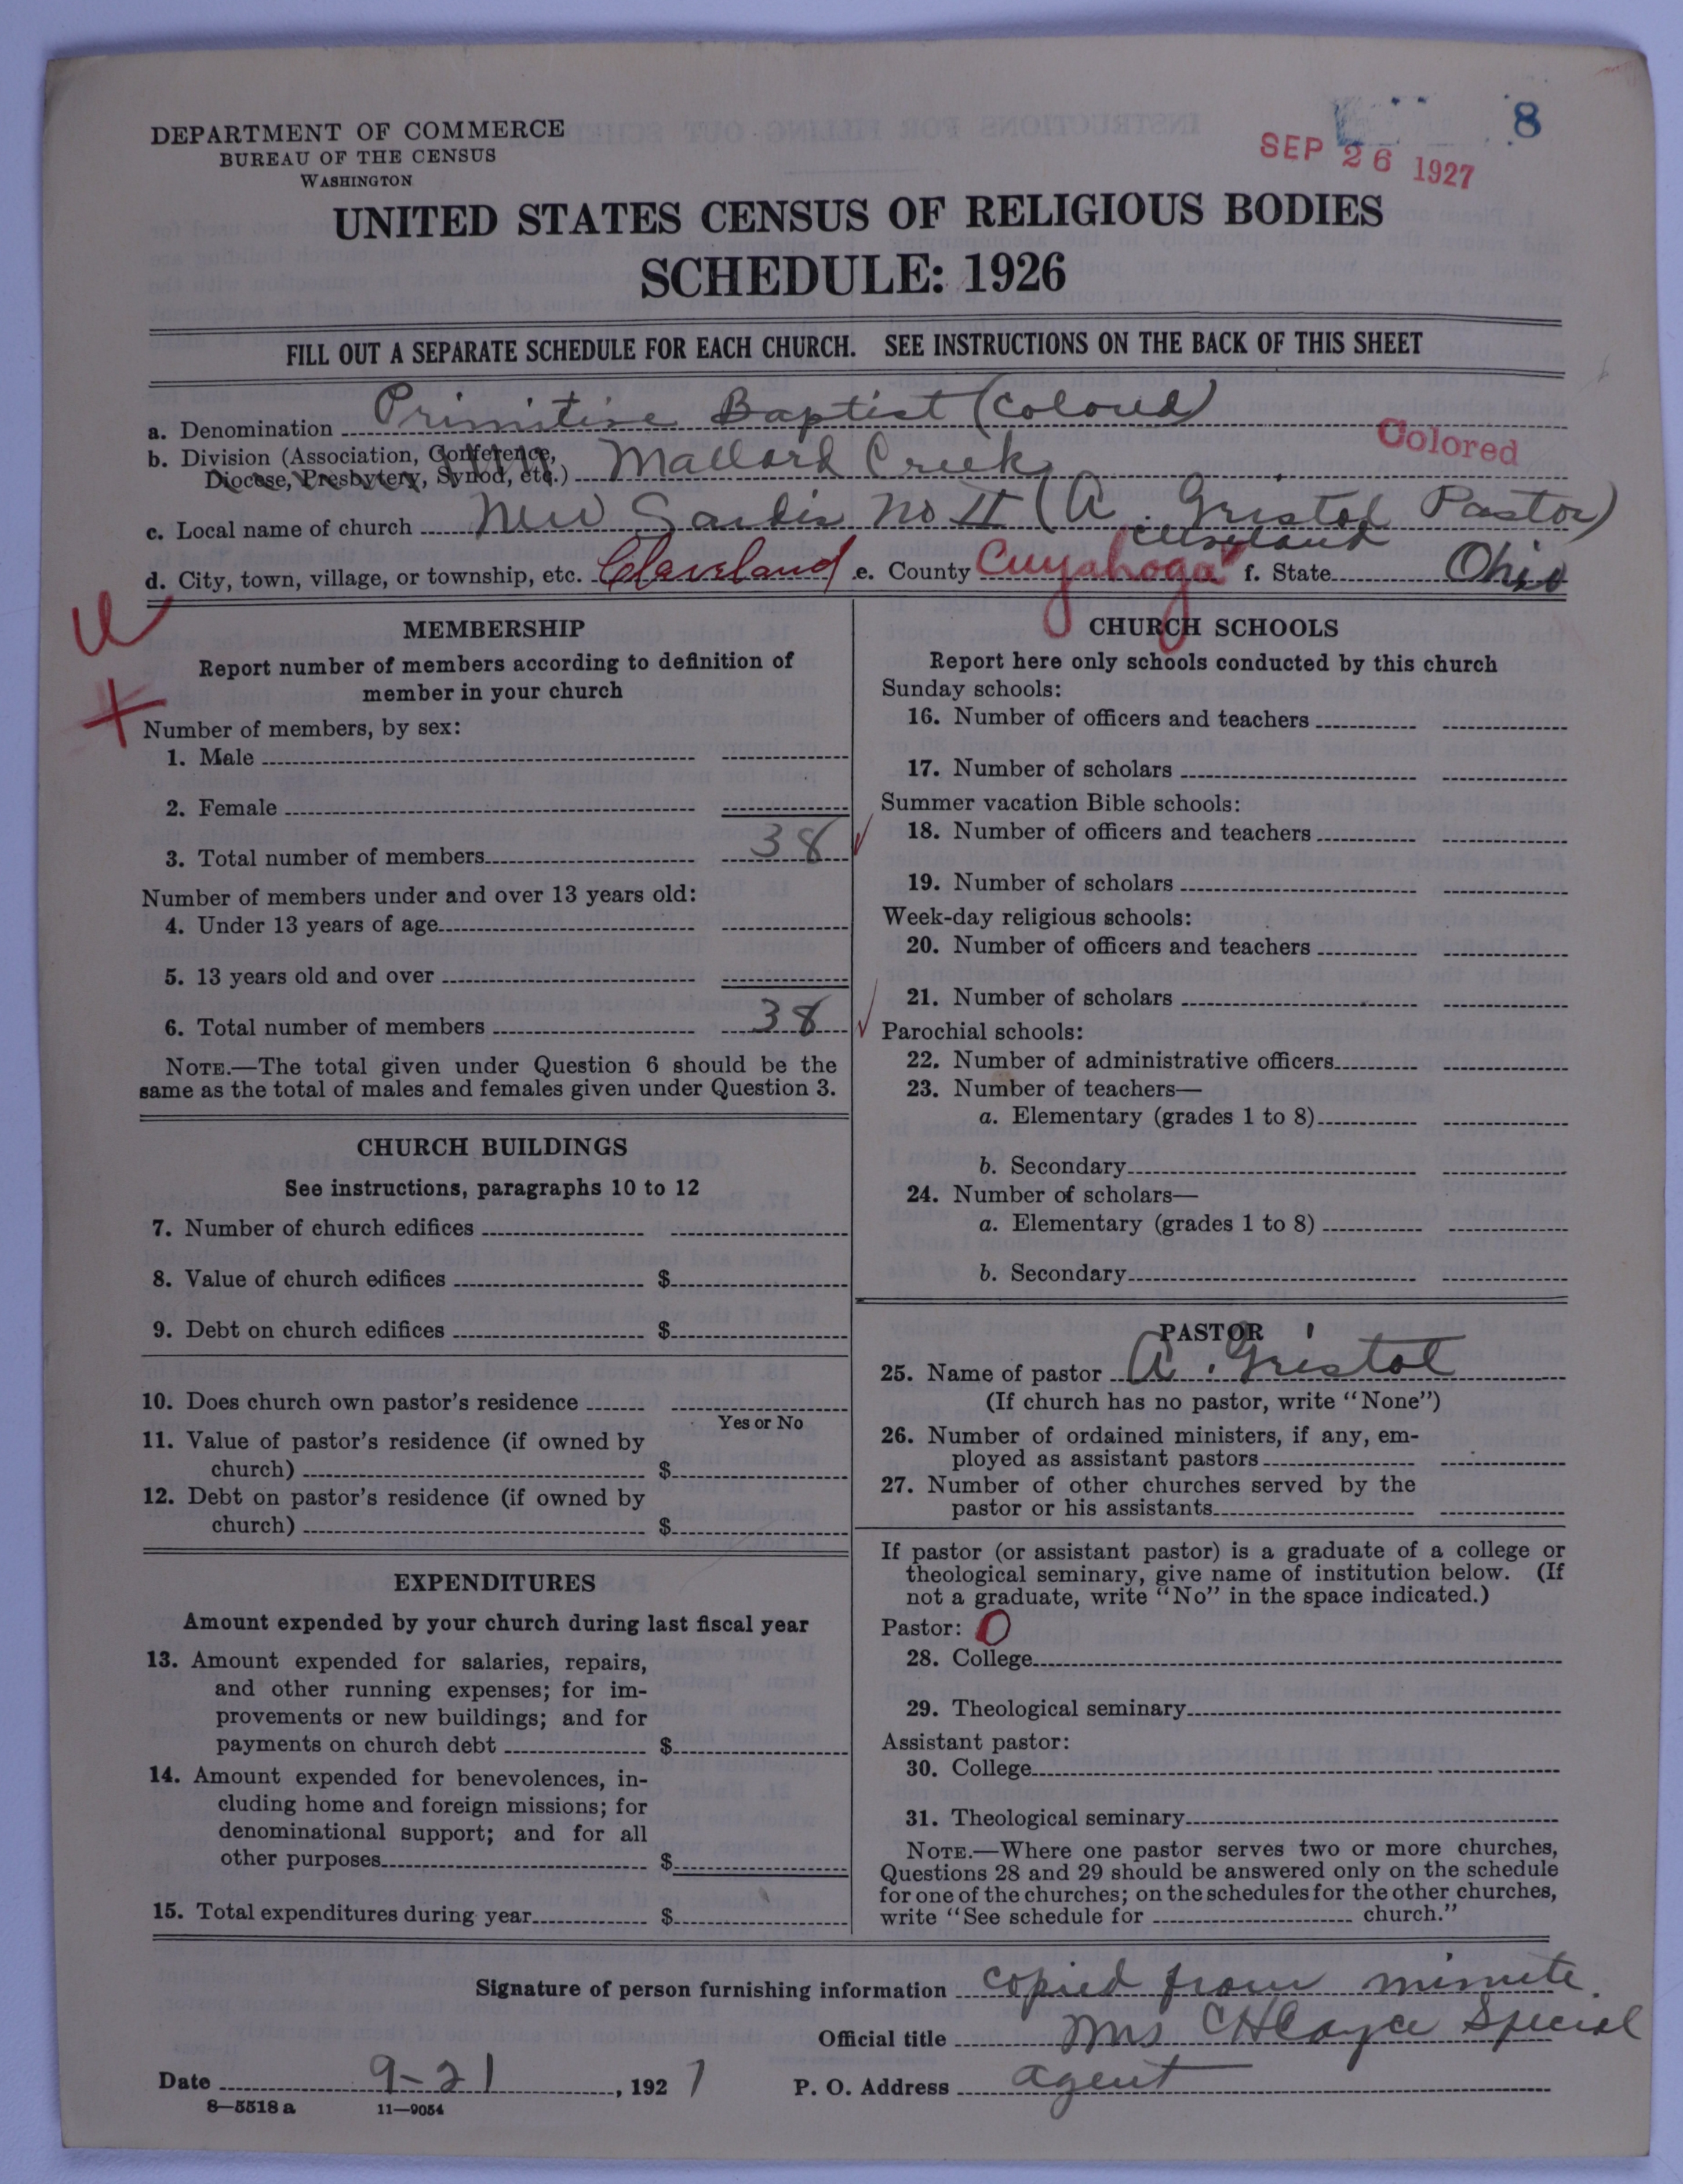 8
SEP 26 1927
DEPARTMENT OF COMMERCE
BUREAU OF THE CENSUS
WASHINGTON
UNITED STATES CENSUS OF RELIGIOUS BODIES
SCHEDULE: 1926
FILL OUT A SEPARATE SCHEDULE FOR EACH CHURCH. SEE INSTRUCTIONS ON THE BACK OF THIS SHEET
a. Denomination Primitive Baptist (Colored)
Colored
b. Division (Association, Conference, Mallard Creek
Diocese, Presbytery, Synod, etc.)
c. Local name of church New Sardis No II (A. Gristol Pastor)
Cleveland
d. City, town, village, or township, etc. Cleveland e. County Cuyahoga f. State Ohio
MEMBERSHIP
Report number of members according to definition of
member in your church
Number of members, by sex:
1. Male
2. Female
3. Total number of members 38
Number of members under and over 13 years old:
4. Under 13 years of age
5. 13 years old and over
6. Total number of members 38
NOTE.—The total given under Question 6 should be the
same as the total of males and females given under Question 3.
CHURCH BUILDINGS
See instructions, paragraphs 10 to 12
7. Number of church edifices
8. Value of church edifices $
9. Debt on church edifices $
10. Does church own pastor's residence
Yes or No
11. Value of pastor's residence (if owned by
church) $
12. Debt on pastor's residence (if owned by
church) $
EXPENDITURES
Amount expended by your church during last fiscal year
13. Amount expended for salaries, repairs,
and other running expenses; for im-
provements or new buildings; and for
payments on church debt $
14. Amount expended for benevolences, in-
cluding home and foreign missions; for
denominational support; and for all
other purposes $
15. Total expenditures during year $
CHURCH SCHOOLS
Report here only schools conducted by this church
Sunday schools:
16. Number of officers and teachers
17. Number of scholars
Summer vacation Bible schools:
18. Number of officers and teachers
19. Number of scholars
Week-day religious schools:
20. Number of officers and teachers
21. Number of scholars
Parochial schools:
22. Number of administrative officers
23. Number of teachers—
a. Elementary (grades 1 to 8)
b. Secondary
24. Number of scholars—
a. Elementary (grades 1 to 8)
b. Secondary
PASTOR
25. Name of pastor A. Gristol
(If church has no pastor, write "None")
26. Number of ordained ministers, if any, em-
ployed as assistant pastors
27. Number of other churches served by the
pastor or his assistants
If pastor (or assistant pastor) is a graduate of a college or
theological seminary, give name of institution below. (If
not a graduate, write "No" in the space indicated.)
Pastor: 0
28. College
29. Theological seminary
Assistant pastor:
30. College
31. Theological seminary
NOTE.—Where one pastor serves two or more churches,
Questions 28 and 29 should be answered only on the schedule
for one of the churches; on the schedules for the other churches,
write "See schedule for church."
Signature of person furnishing information copied from minute.
Official title Mrs C H Cayce Special
Date 9-21, 1927 P. O. Address agent
8—5518 a 11—9054